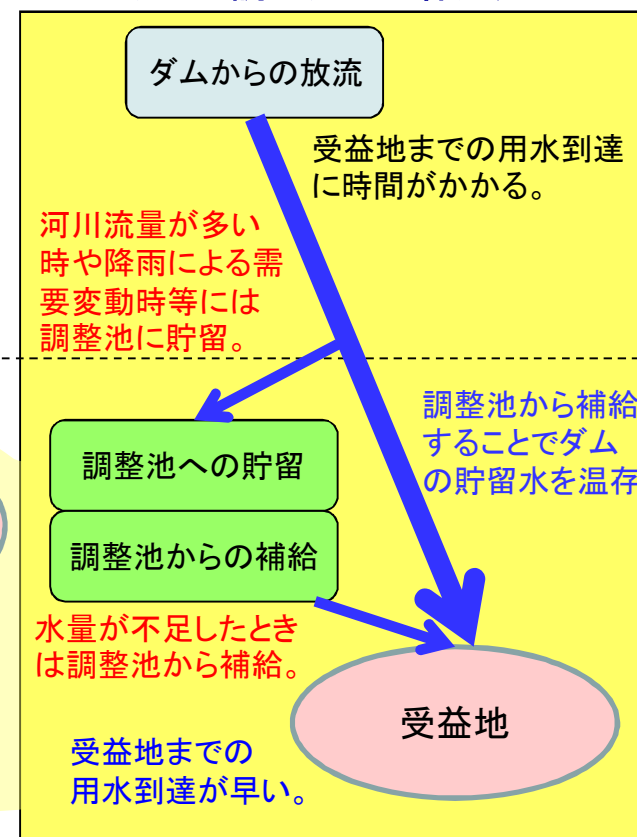 ダムからの放流
受益地までの用水到達
に時間がかかる。
河川流量が多い
時や降雨による需
要変動時等には
調整池に貯留。
調整池から補給
することでダム
の貯留水を温存
調整池への貯留
調整池からの補給
水量が不足したとき
は調整池から補給。
受益地
受益地までの
用水到達が早い。